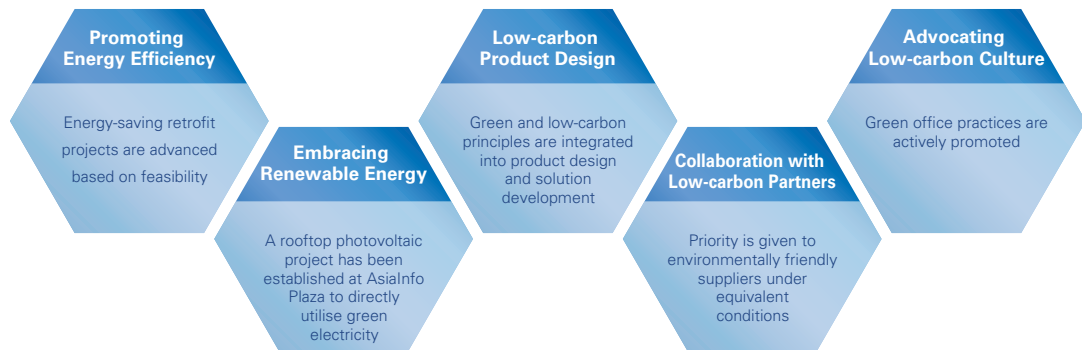 Promoting
Energy Efficiency
Energy-saving retrofit
projects are advanced
based on feasibility
Embracing
Renewable Energy
A rooftop photovoltaic
project has been
established at AsiaInfo
Plaza to directly
utilise green
electricity
Low-carbon
Product Design
Green and low-carbon
principles are integrated
into product design
and solution
development
Collaboration with
Low-carbon Partners
Priority is given to
environmentally friendly
suppliers under
equivalent
conditions
Advocating
Low-carbon Culture
Green office practices are
actively promoted